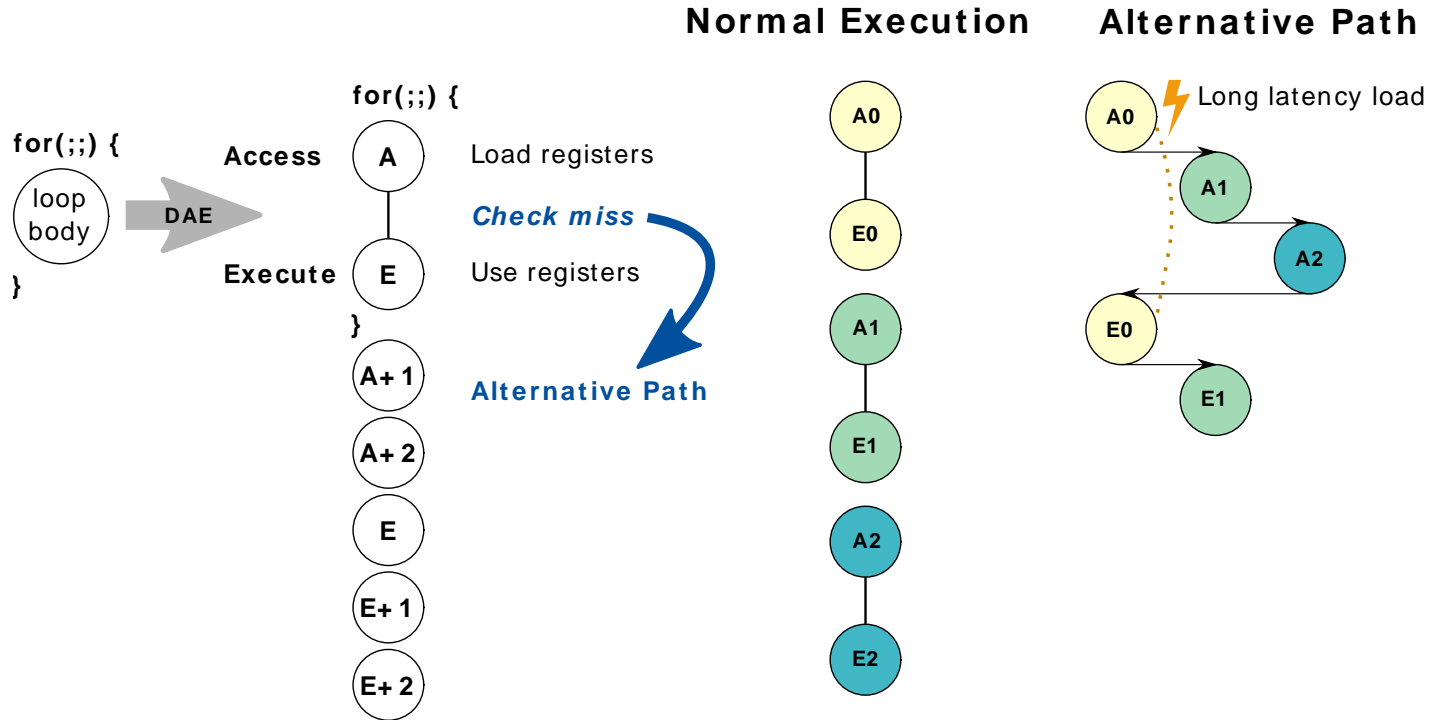 Normal Execution
Alternative Path
for(;;) {
loop
body
}
DAE
for(;;) {
Access
A
Load registers
Check miss
Execute
E
Use registers
}
A+1
Alternative Path
A+2
E
E+1
E+2
A0
E0
A1
E1
A2
E2
A0
Long latency load
A1
A2
E0
E1